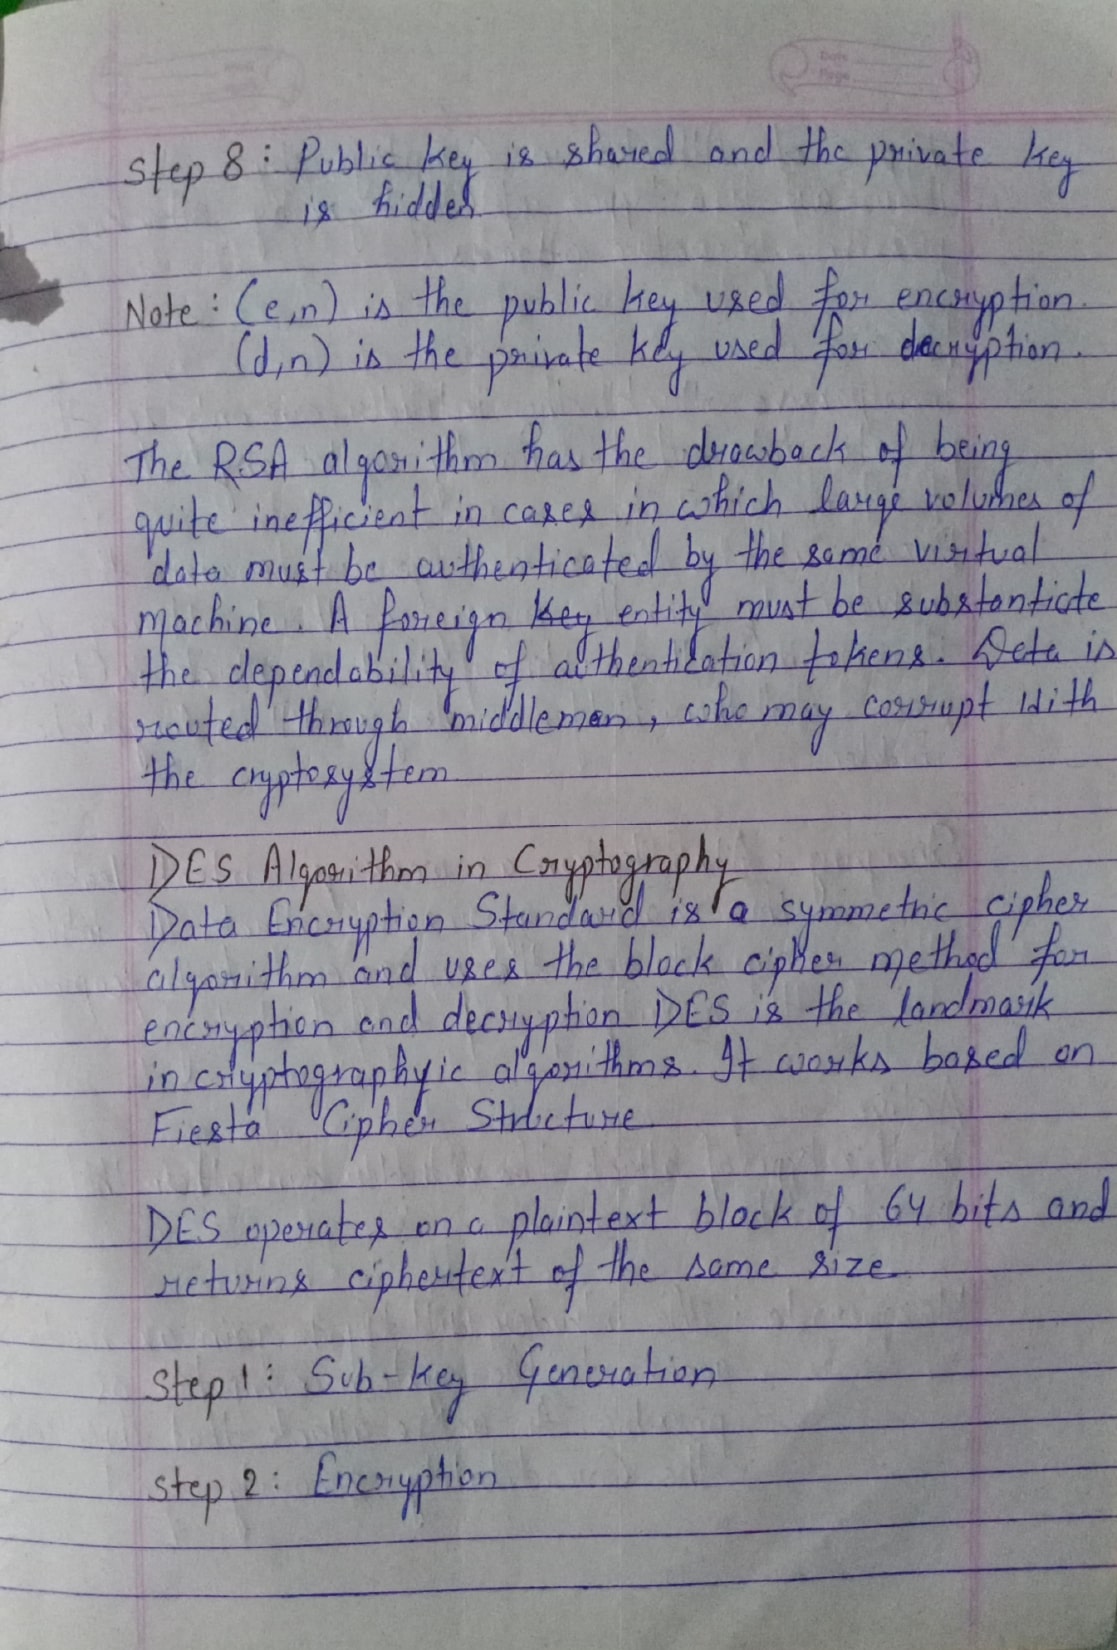 Date
Page
Step 8 : Public key is shared and the private key
is hidden
Note : (e,n) is the public key used for encryption.
(d,n) is the private key used for decryption.
The RSA algorithm has the drawback of being
quite inefficient in cases in which large volumes of
data must be authenticated by the same virtual
machine. A foreign key entity must be substantiate
the dependability of authentication tokens. Data is
routed through middlemen, who may corrupt with
the cryptosystem
DES Algorithm in Cryptography
Data Encryption Standard is a symmetric cipher
algorithm and uses the block cipher method for
encryption and decryption DES is the landmark
in cryptographyic algorithms. It works based on
Fiesta Cipher Structure
DES operates on a plaintext block of 64 bits and
returns ciphertext of the same size.
Step 1 : Sub-key Generation
Step 2 : Encryption